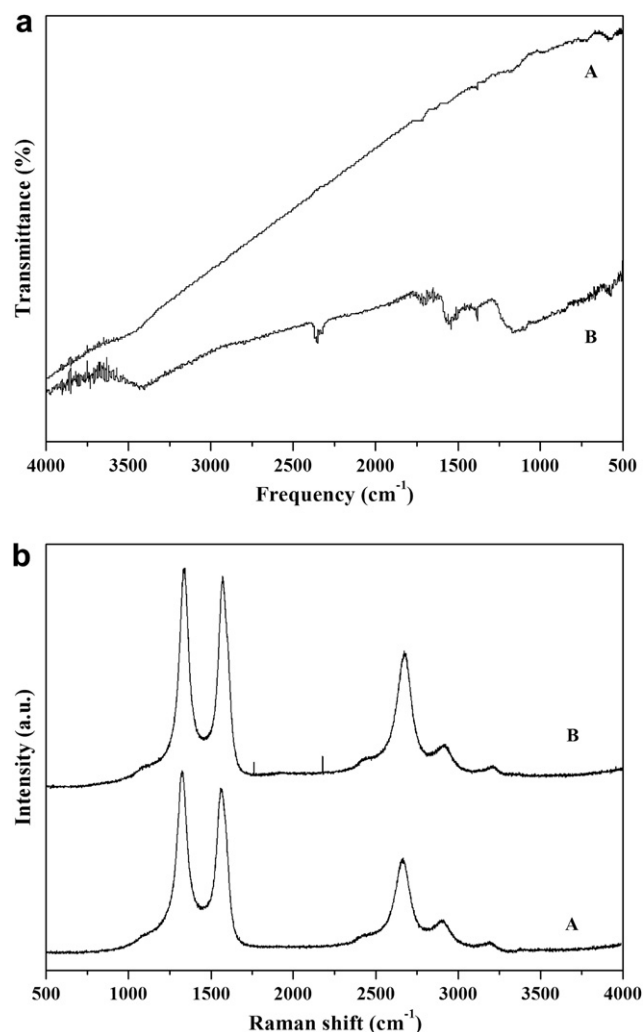 a
A
B
Transmittance (%)
4000 3500 3000 2500 2000 1500 1000 500
Frequency (cm⁻¹)
b
B
A
Intensity (a.u.)
500 1000 1500 2000 2500 3000 3500 4000
Raman shift (cm⁻¹)